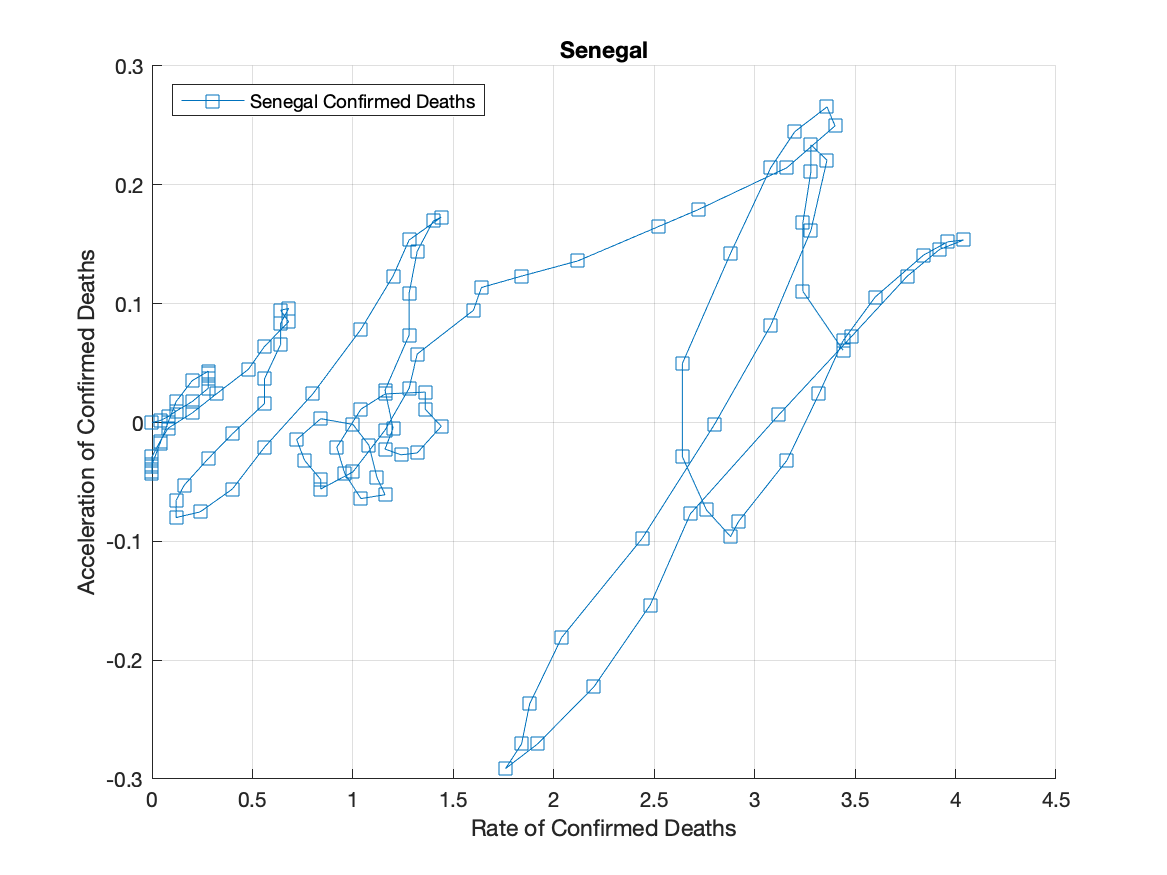 Senegal
0.3
Senegal Confirmed Deaths
0.2
0.1
0
-0.1
-0.2
-0.3
Acceleration of Confirmed Deaths
0 0.5 1 1.5 2 2.5 3 3.5 4 4.5
Rate of Confirmed Deaths